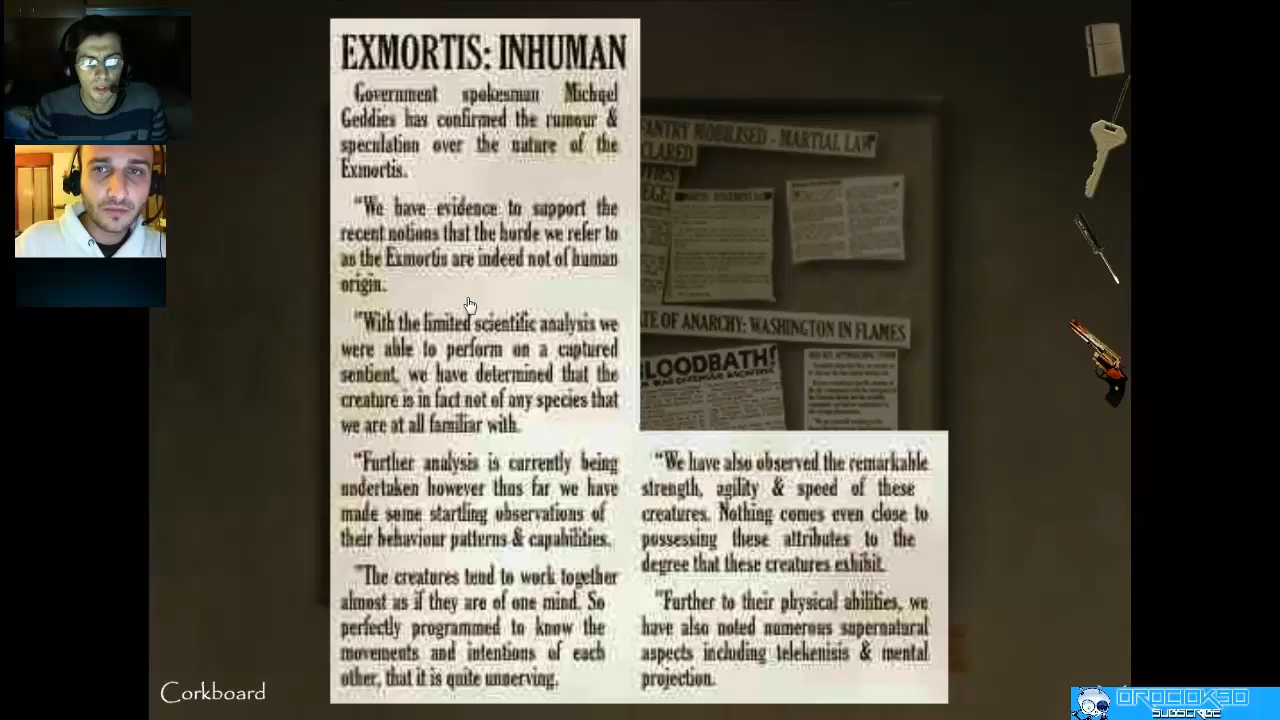 EXMORTIS: INHUMAN
Government spokesman Michael
Geddies has confirmed the rumour &
speculation over the nature of the
Exmortis.
"We have evidence to support the
recent notions that the horde we refer to
as the Exmortis are indeed not of human
origin.
"With the limited scientific analysis we
were able to perform on a captured
sentient, we have determined that the
creature is in fact not of any species that
we are at all familiar with.
"Further analysis is currently being
undertaken however thus far we have
made some startling observations of
their behaviour patterns & capabilities.
"The creatures tend to work together
almost as if they are of one mind. So
perfectly programmed to know the
movements and intentions of each
other, that it is quite unnerving.
"We have also observed the remarkable
strength, agility & speed of these
creatures. Nothing comes even close to
possessing these attributes to the
degree that these creatures exhibit.
"Further to their physical abilities, we
have also noted numerous supernatural
aspects including telekenisis & mental
projection.
ANTRY MOBILISED - MARTIAL LAW
CLARED
TE OF ANARCHY: WASHINGTON IN FLAMES
LOODBATH!
Corkboard
OROCIOK90
SUBSCRIBE